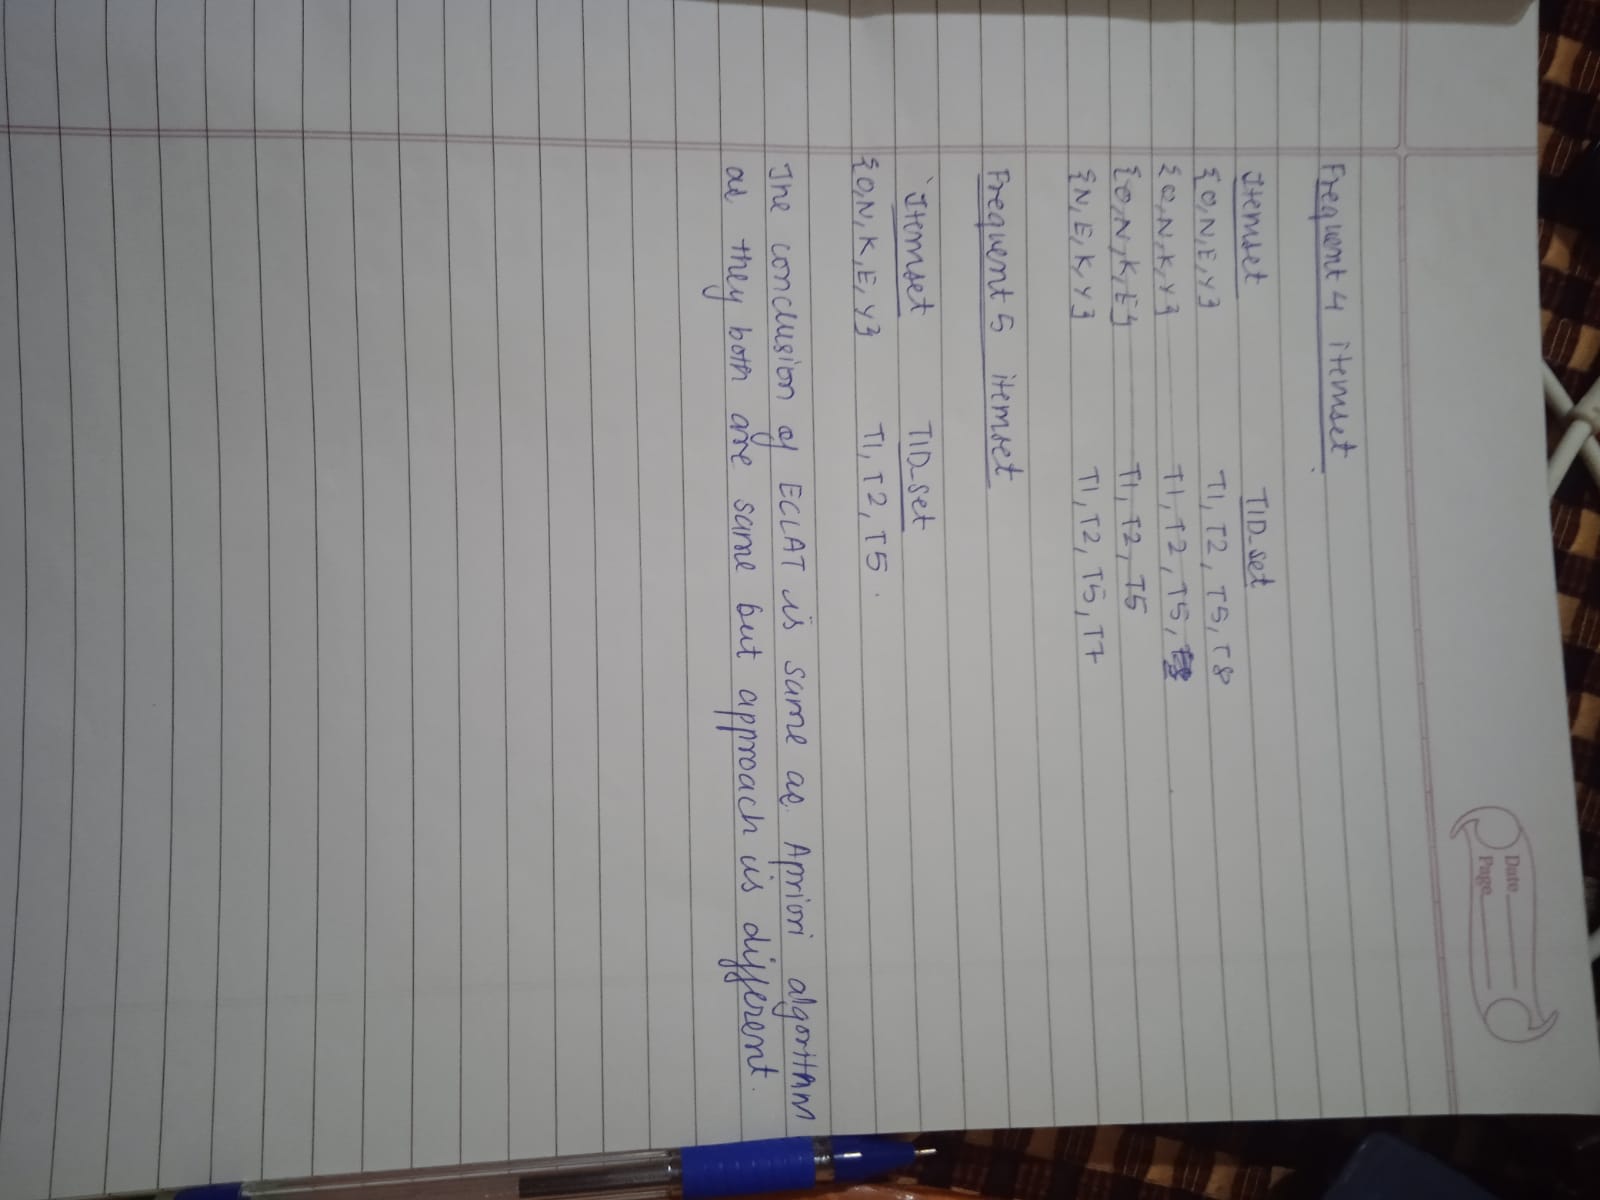 Date
Page
Frequent 4 itemset
Itemset TID_set
{O,N,E,Y} T1, T2, T5, T8
{O,N,K,Y} T1, T2, T5,
{O,N,K,E} T1, T2, T5
{N,E,K,Y} T1, T2, T5, T7
Frequent 5 itemset
Itemset TID_set
{O,N,K,E,Y} T1, T2, T5.
The conclusion of ECLAT is same as Apriori algorithm
as they both are same but approach is different.